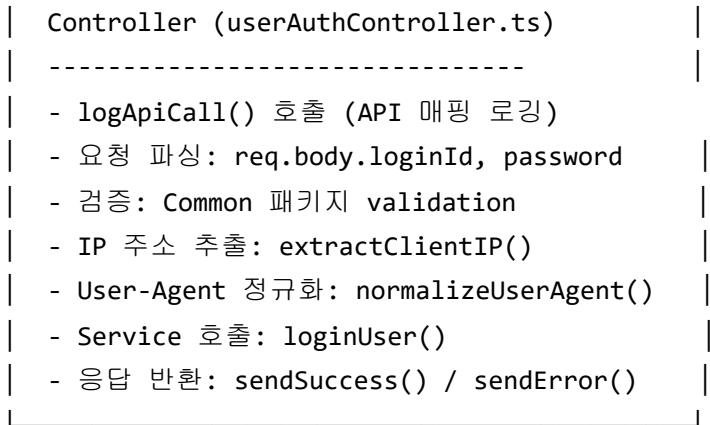 Controller (userAuthController.ts)
--------------------------------
- logApiCall() 호출 (API 매핑 로깅)
- 요청 파싱: req.body.loginId, password
- 검증: Common 패키지 validation
- IP 주소 추출: extractClientIP()
- User-Agent 정규화: normalizeUserAgent()
- Service 호출: loginUser()
- 응답 반환: sendSuccess() / sendError()